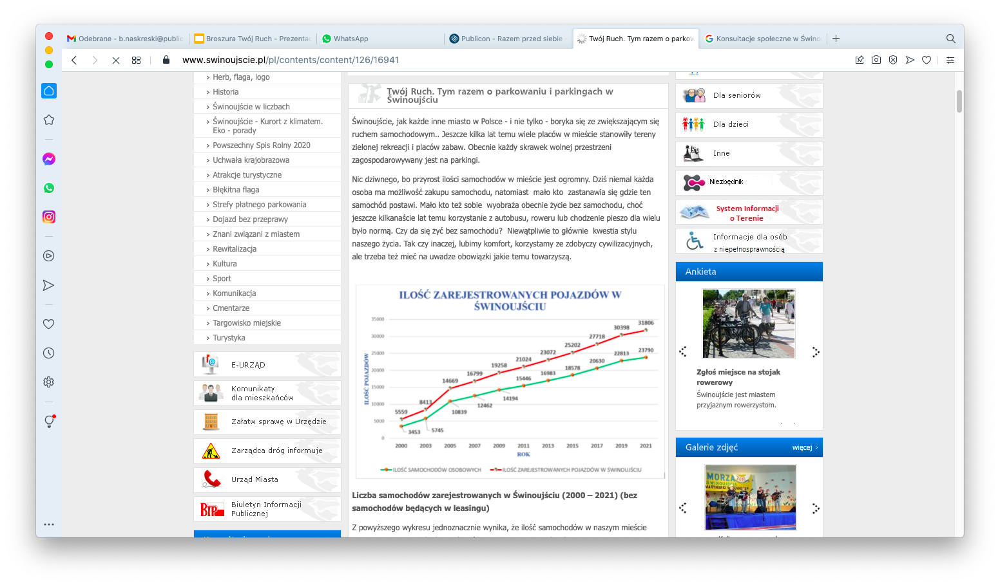 Odebrane - b.naskreski@public
Broszura Twój Ruch - Prezentac
WhatsApp
Publicon - Razem przed siebie -
Twój Ruch. Tym razem o parkow
Konsultacje społeczne w Świno
www.swinoujscie.pl/pl/contents/content/126/16941
Herb, flaga, logo
Historia
Świnoujście w liczbach
Świnoujście - Kurort z klimatem.
Eko - porady
Powszechny Spis Rolny 2020
Uchwała krajobrazowa
Atrakcje turystyczne
Błękitna flaga
Strefy płatnego parkowania
Dojazd bez przeprawy
Znani związani z miastem
Rewitalizacja
Kultura
Sport
Komunikacja
Cmentarze
Targowisko miejskie
Turystyka
E-URZĄD
Komunikaty
dla mieszkańców
Załatw sprawę w Urzędzie
Zarządca dróg informuje
Urząd Miasta
BIP
Biuletyn Informacji
Publicznej
Twój Ruch. Tym razem o parkowaniu i parkingach w
Świnoujściu
Świnoujście, jak każde inne miasto w Polsce - i nie tylko - boryka się ze zwiększającym się
ruchem samochodowym.. Jeszcze kilka lat temu wiele placów w mieście stanowiły tereny
zielonej rekreacji i placów zabaw. Obecnie każdy skrawek wolnej przestrzeni
zagospodarowywany jest na parkingi.
Nic dziwnego, bo przyrost ilości samochodów w mieście jest ogromny. Dziś niemal każda
osoba ma możliwość zakupu samochodu, natomiast  mało kto  zastanawia się gdzie ten
samochód postawi. Mało kto też sobie  wyobraża obecnie życie bez samochodu, choć
jeszcze kilkanaście lat temu korzystanie z autobusu, roweru lub chodzenie pieszo dla wielu
było normą. Czy da się żyć bez samochodu?  Niewątpliwie to głównie  kwestia stylu
naszego życia. Tak czy inaczej, lubimy komfort, korzystamy ze zdobyczy cywilizacyjnych,
ale trzeba też mieć na uwadze obowiązki jakie temu towarzyszą.
ILOŚĆ ZAREJESTROWANYCH POJAZDÓW W
ŚWINOUJŚCIU
ILOŚĆ POJAZDÓW
35000
30000
25000
20000
15000
10000
5000
0
5559
8413
14669
16799
19258
21024
23072
25202
27718
30398
31806
3453
5745
10839
12462
14194
15446
16983
18578
20630
22813
23790
2000 2003 2005 2007 2009 2011 2013 2015 2017 2019 2021
ROK
ILOŚĆ SAMOCHODÓW OSOBOWYCH
ILOŚĆ ZAREJESTROWANYCH POJAZDÓW W ŚWINOUJŚCIU
Liczba samochodów zarejestrowanych w Świnoujściu (2000 – 2021) (bez
samochodów będących w leasingu)
Z powyższego wykresu jednoznacznie wynika, że ilość samochodów w naszym mieście
Dla seniorów
Dla dzieci
Inne
Niezbędnik
System Informacji
o Terenie
Informacje dla osób
z niepełnosprawnością
Ankieta
Zgłoś miejsce na stojak
rowerowy
Świnoujście jest miastem
przyjaznym rowerzystom.
Galerie zdjęć
więcej
MORZA
2018
ŚWINOUJŚCIA